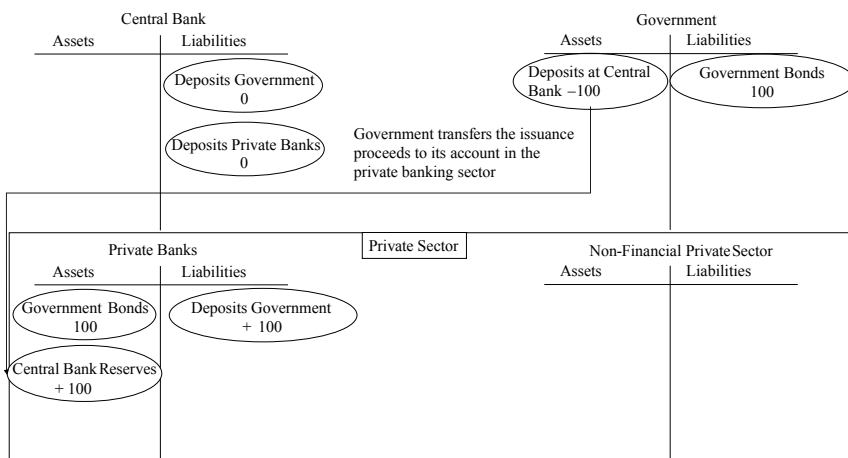 Central Bank
Assets Liabilities
Deposits Government
0
Deposits Private Banks
0
Government
Assets Liabilities
Deposits at Central
Bank −100
Government Bonds
100
Government transfers the issuance
proceeds to its account in the
private banking sector
Private Sector
Private Banks
Assets Liabilities
Government Bonds
100
Deposits Government
+ 100
Central Bank Reserves
+ 100
Non-Financial Private Sector
Assets Liabilities